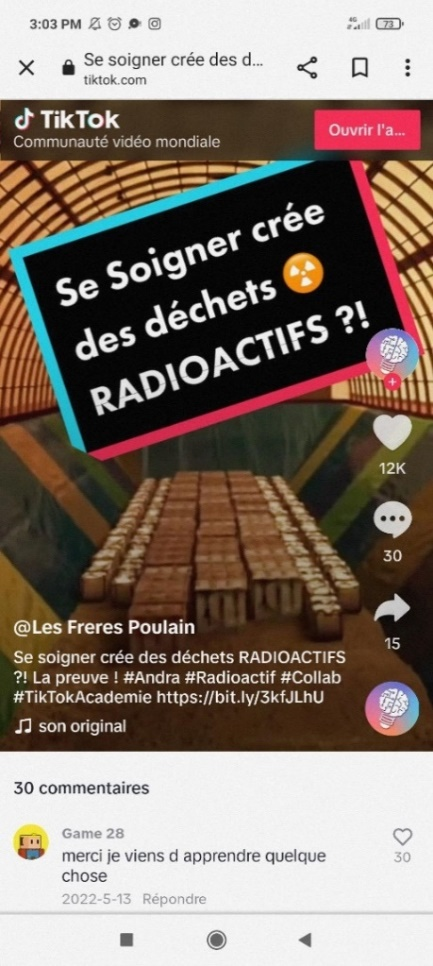 3:03 PM
4G
73
Se soigner crée des d...
tiktok.com
TikTok
Communauté vidéo mondiale
Ouvrir l'a...
Se Soigner crée
des déchets ☢️
RADIOACTIFS ?!
12K
30
15
@Les Freres Poulain
Se soigner crée des déchets RADIOACTIFS
?! La preuve ! #Andra #Radioactif #Collab
#TikTokAcademie https://bit.ly/3kfJLhU
son original
30 commentaires
Game 28
merci je viens d apprendre quelque
chose
30
2022-5-13 Répondre